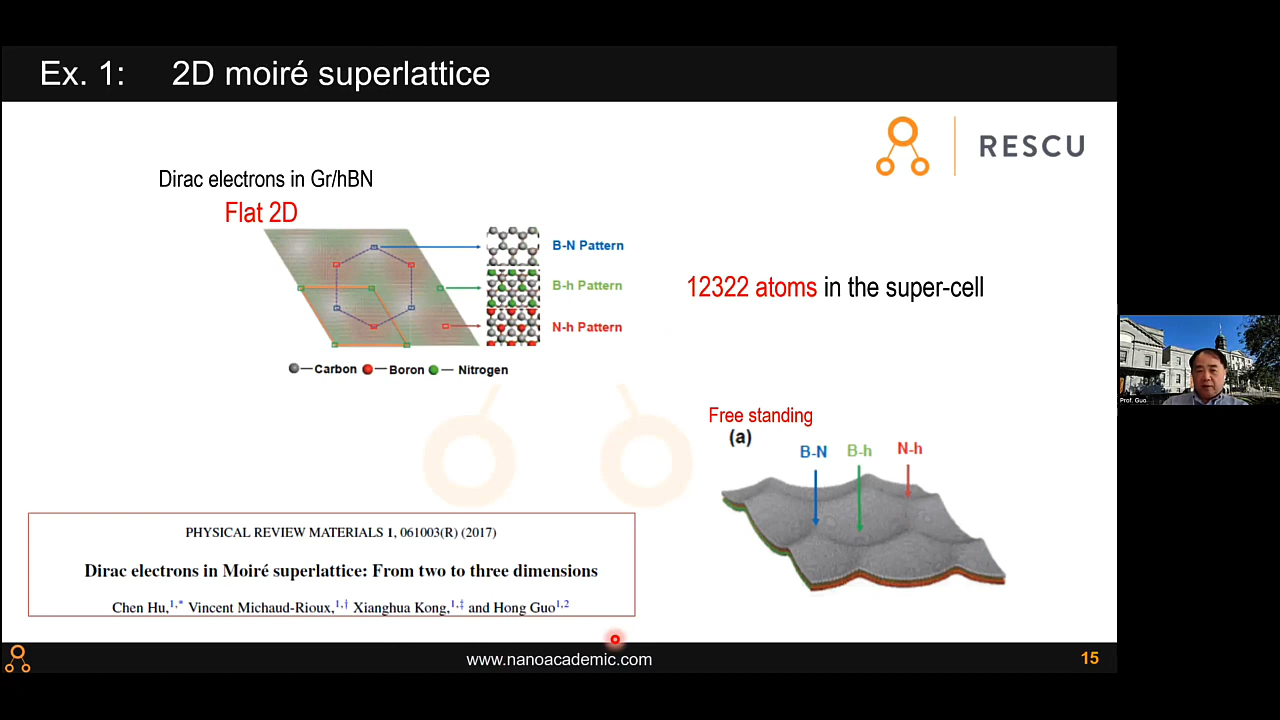 Ex. 1: 2D moiré superlattice
RESCU
Dirac electrons in Gr/hBN
Flat 2D
B-N Pattern
B-h Pattern
N-h Pattern
Carbon Boron Nitrogen
12322 atoms in the super-cell
Free standing
(a)
B-N B-h N-h
PHYSICAL REVIEW MATERIALS 1, 061003(R) (2017)
Dirac electrons in Moiré superlattice: From two to three dimensions
Chen Hu,1,* Vincent Michaud-Rioux,1,† Xianghua Kong,1,‡ and Hong Guo1,2
www.nanoacademic.com
15
Prof. Guo